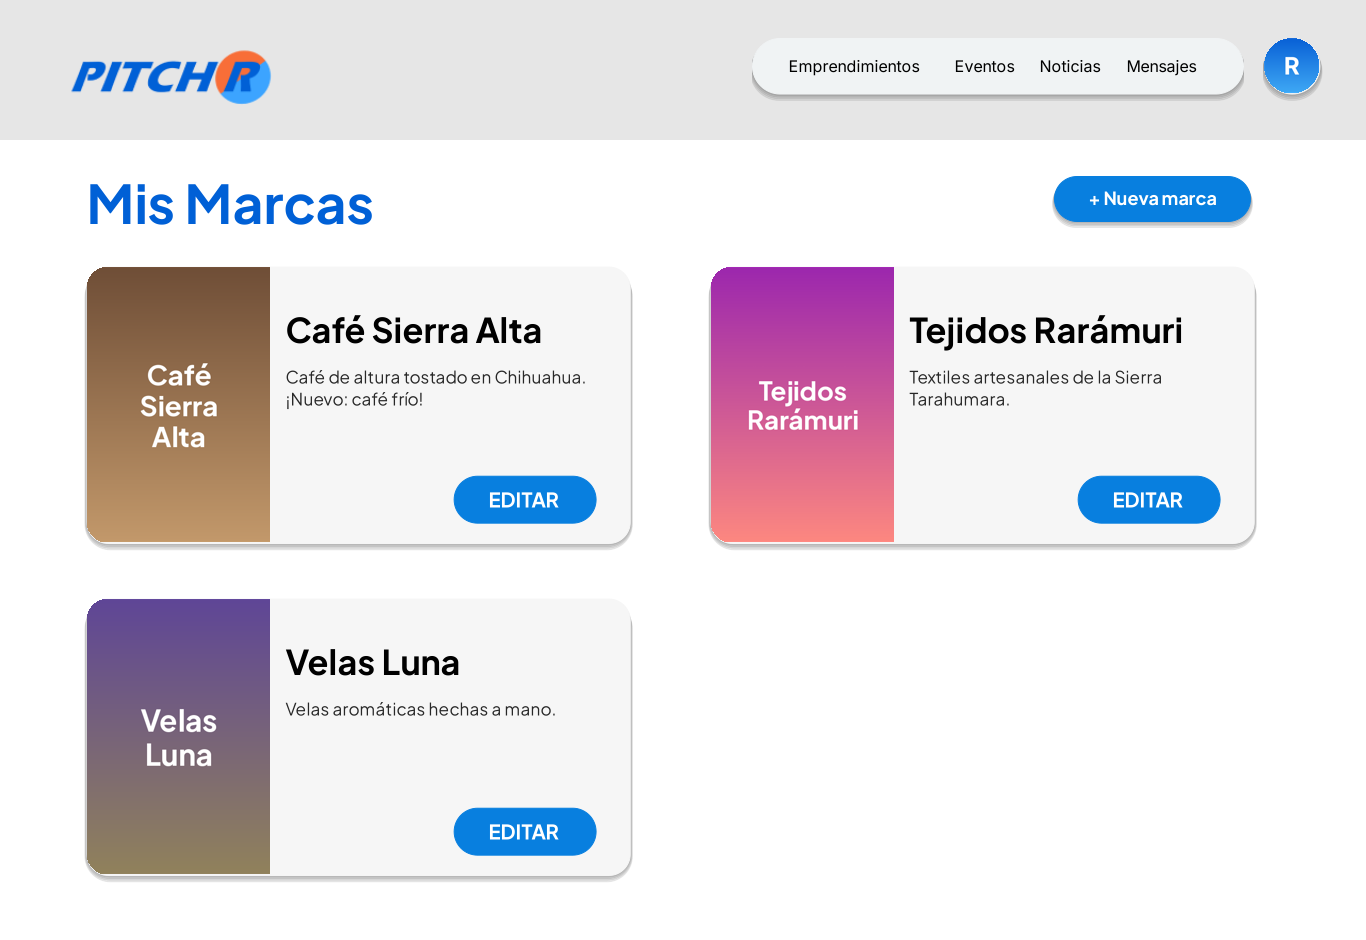 PITCHR
Emprendimientos Eventos Noticias Mensajes
R
Mis Marcas
+ Nueva marca
Café
Sierra
Alta
Café Sierra Alta
Café de altura tostado en Chihuahua.
¡Nuevo: café frío!
EDITAR
Tejidos
Rarámuri
Tejidos Rarámuri
Textiles artesanales de la Sierra
Tarahumara.
EDITAR
Velas
Luna
Velas Luna
Velas aromáticas hechas a mano.
EDITAR